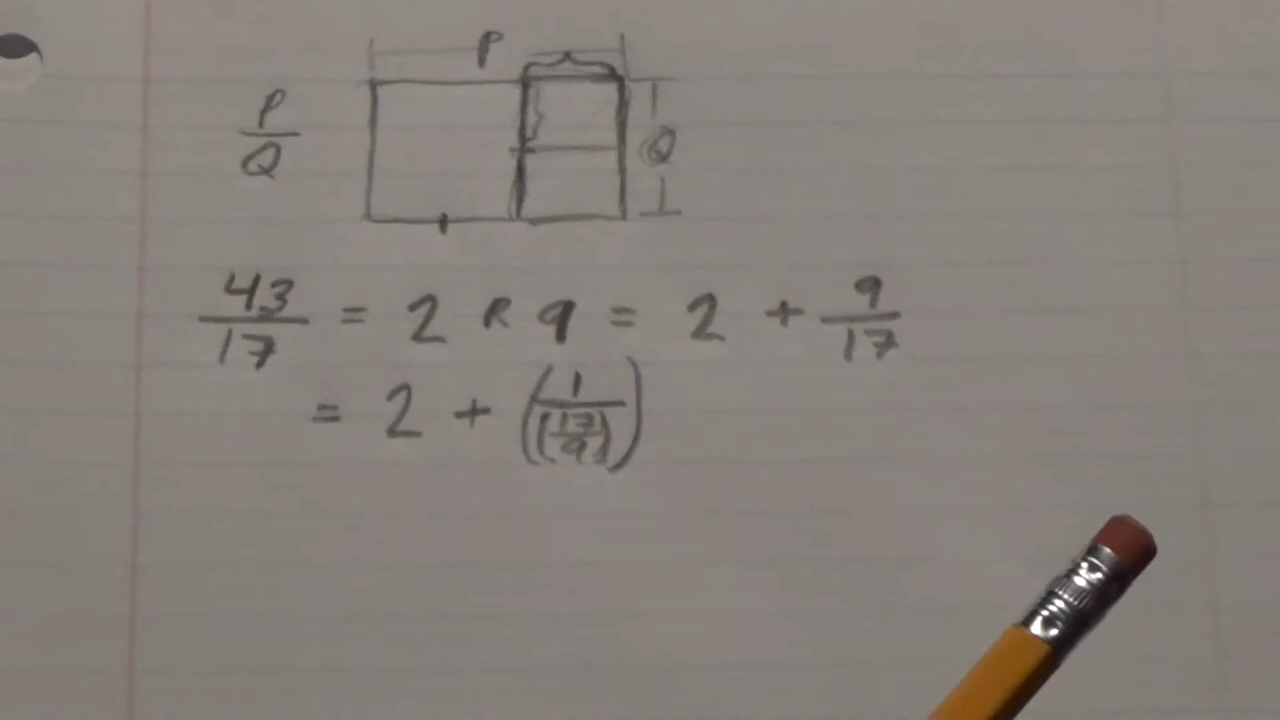 P
P/Q Q
43/17 = 2 R 9 = 2 + 9/17
= 2 + (1/(17/9))